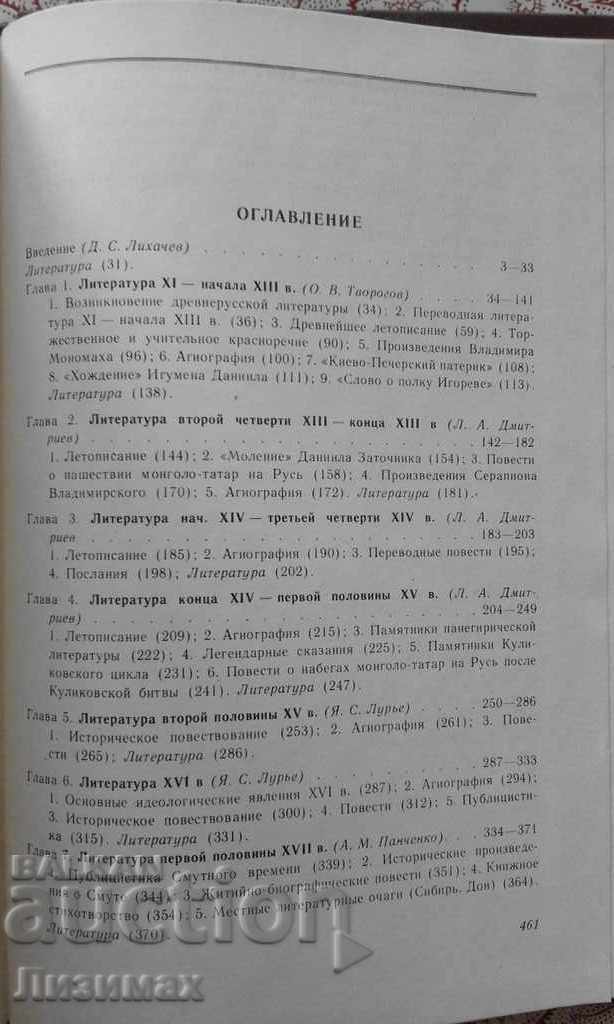 ОГЛАВЛЕНИЕ
Введение (Д. С. Лихачев) . . . . . . . . . . . . . . 3—33
Литература (31).
Глава 1. Литература XI — начала XIII в. (О. В. Творогов) . . . . 34—141
1. Возникновение древнерусской литературы (34); 2. Переводная литера-
тура XI — начала XIII в. (36); 3. Древнейшее летописание (59); 4. Тор-
жественное и учительное красноречие (90); 5. Произведения Владимира
Мономаха (96); 6. Агиография (100); 7. «Киево-Печерский патерик» (108);
8. «Хождение» Игумена Даниила (111); 9. «Слово о полку Игореве» (113).
Литература (138).
Глава 2. Литература второй четверти XIII — конца XIII в (Л. А. Дмит-
риев) . . . . . . . . . . . . . . . . . . . . 142—182
1. Летописание (144); 2. «Моление» Даниила Заточника (154); 3. Повести
о нашествии монголо-татар на Русь (158); 4. Произведения Серапиона
Владимирского (170); 5. Агиография (172). Литература (181).
Глава 3. Литература нач. XIV — третьей четверти XIV в. (Л. А. Дмит-
риев . . . . . . . . . . . . . . . . . . . . 183—203
1. Летописание (185); 2. Агиография (190); 3. Переводные повести (195);
4. Послания (198); Литература (202).
Глава 4. Литература конца XIV — первой половины XV в. (Л. А. Дмит-
риев) . . . . . . . . . . . . . . . . . . . . 204—249
1. Летописание (209); 2. Агиография (215); 3. Памятники панегирической
литературы (222); 4. Легендарные сказания (225); 5. Памятники Кули-
ковского цикла (231); 6. Повести о набегах монголо-татар на Русь после
Куликовской битвы (241). Литература (247).
Глава 5. Литература второй половины XV в. (Я. С. Лурье) . . . . 250—286
1. Историческое повествование (253); 2. Агиография (261); 3. Пове-
сти (265); Литература (286).
Глава 6. Литература XVI в (Я. С. Лурье) . . . . . . . . . . 287—333
1. Основные идеологические явления XVI в. (287); 2. Агиография (294);
3. Историческое повествование (300); 4. Повести (312); 5. Публицисти-
ка (315). Литература (331).
Глава 7. Литература первой половины XVII в. (А. М. Панченко) . . . 334—371
1. Публицистика Смутного времени (339); 2. Исторические произведе-
ния о Смуте (344); 3. Житийно-биографические повести (351); 4. Книжное
стихотворство (354); 5. Местные литературные очаги (Сибирь, Дон) (364).
Литература (370).
461
auction
Лизимах